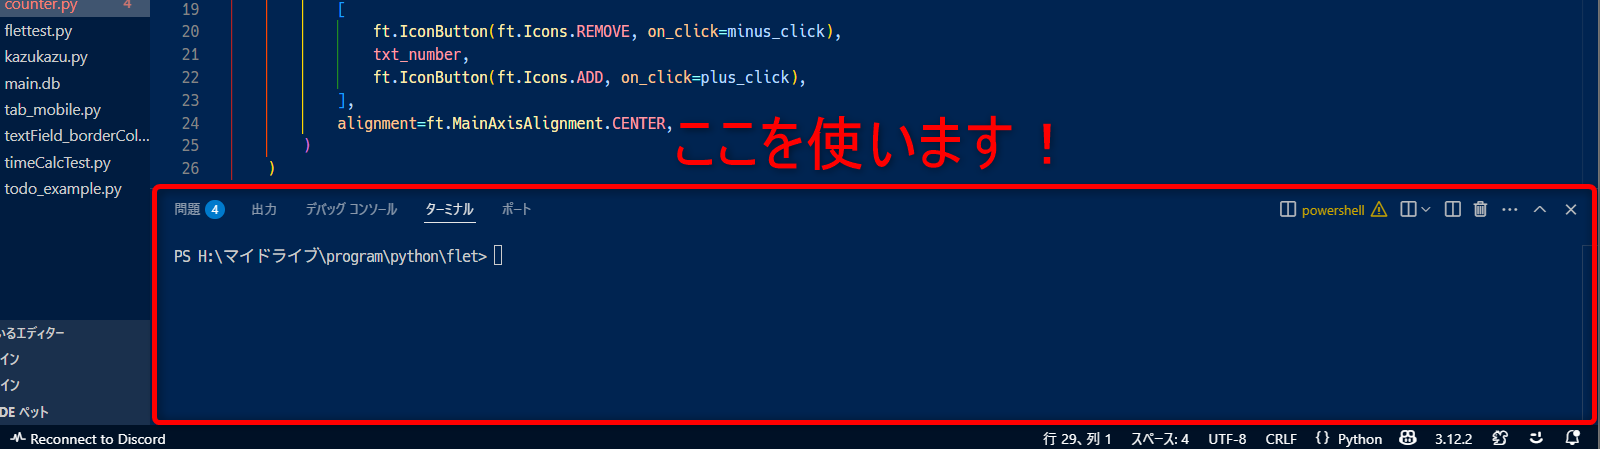 counter.py 4
flettest.py
kazukazu.py
main.db
tab_mobile.py
textField_borderCol...
timeCalcTest.py
todo_example.py
19 [
20 ft.IconButton(ft.Icons.REMOVE, on_click=minus_click),
21 txt_number,
22 ft.IconButton(ft.Icons.ADD, on_click=plus_click),
23 ],
24 alignment=ft.MainAxisAlignment.CENTER,
25 )
26 )
ここを使います！
問題 4 出力 デバッグ コンソール ターミナル ポート powershell
PS H:\マイドライブ\program\python\flet>
いるエディター
イン
イン
DE ペット
Reconnect to Discord 行 29、列 1 スペース: 4 UTF-8 CRLF {} Python 3.12.2